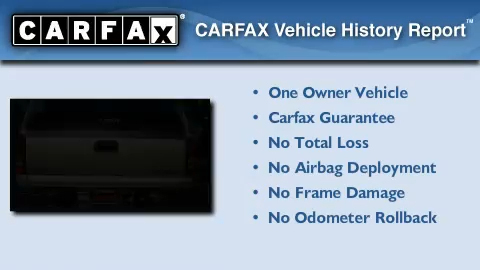 CARFAX® CARFAX Vehicle History Report™
• One Owner Vehicle
• Carfax Guarantee
• No Total Loss
• No Airbag Deployment
• No Frame Damage
• No Odometer Rollback